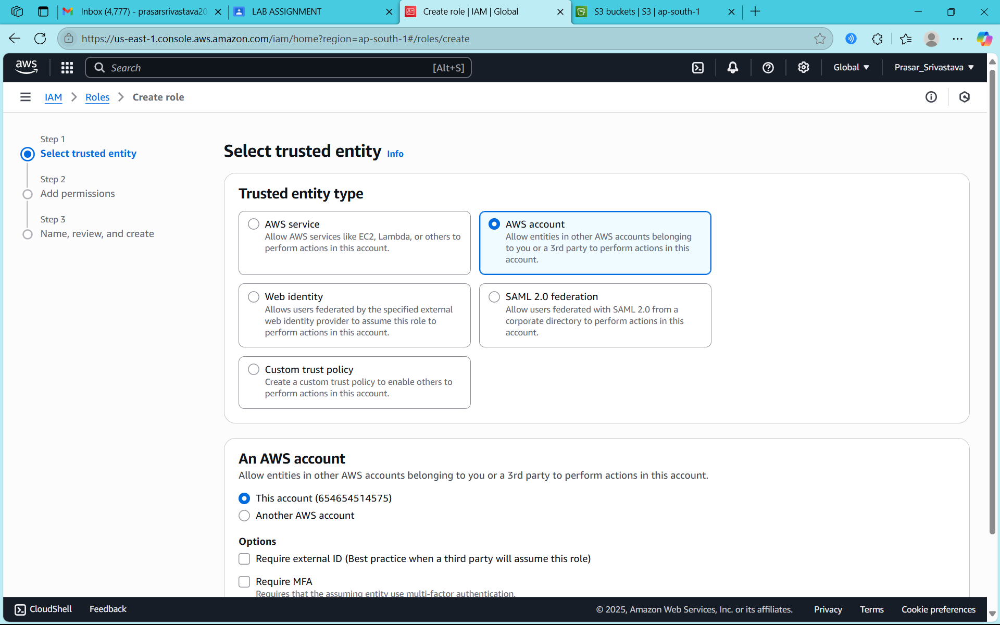 Inbox (4,777) - prasarsrivastava20
LAB ASSIGNMENT
Create role | IAM | Global
S3 buckets | S3 | ap-south-1
https://us-east-1.console.aws.amazon.com/iam/home?region=ap-south-1#/roles/create
aws
Search
[Alt+S]
Global
Prasar_Srivastava
IAM
Roles
Create role
Step 1
Select trusted entity
Step 2
Add permissions
Step 3
Name, review, and create
Select trusted entity Info
Trusted entity type
AWS service
Allow AWS services like EC2, Lambda, or others to
perform actions in this account.
AWS account
Allow entities in other AWS accounts belonging
to you or a 3rd party to perform actions in this
account.
Web identity
Allows users federated by the specified external
web identity provider to assume this role to
perform actions in this account.
SAML 2.0 federation
Allow users federated with SAML 2.0 from a
corporate directory to perform actions in this
account.
Custom trust policy
Create a custom trust policy to enable others to
perform actions in this account.
An AWS account
Allow entities in other AWS accounts belonging to you or a 3rd party to perform actions in this account.
This account (654654514575)
Another AWS account
Options
Require external ID (Best practice when a third party will assume this role)
Require MFA
Requires that the assuming entity use multi-factor authentication.
CloudShell
Feedback
© 2025, Amazon Web Services, Inc. or its affiliates.
Privacy
Terms
Cookie preferences